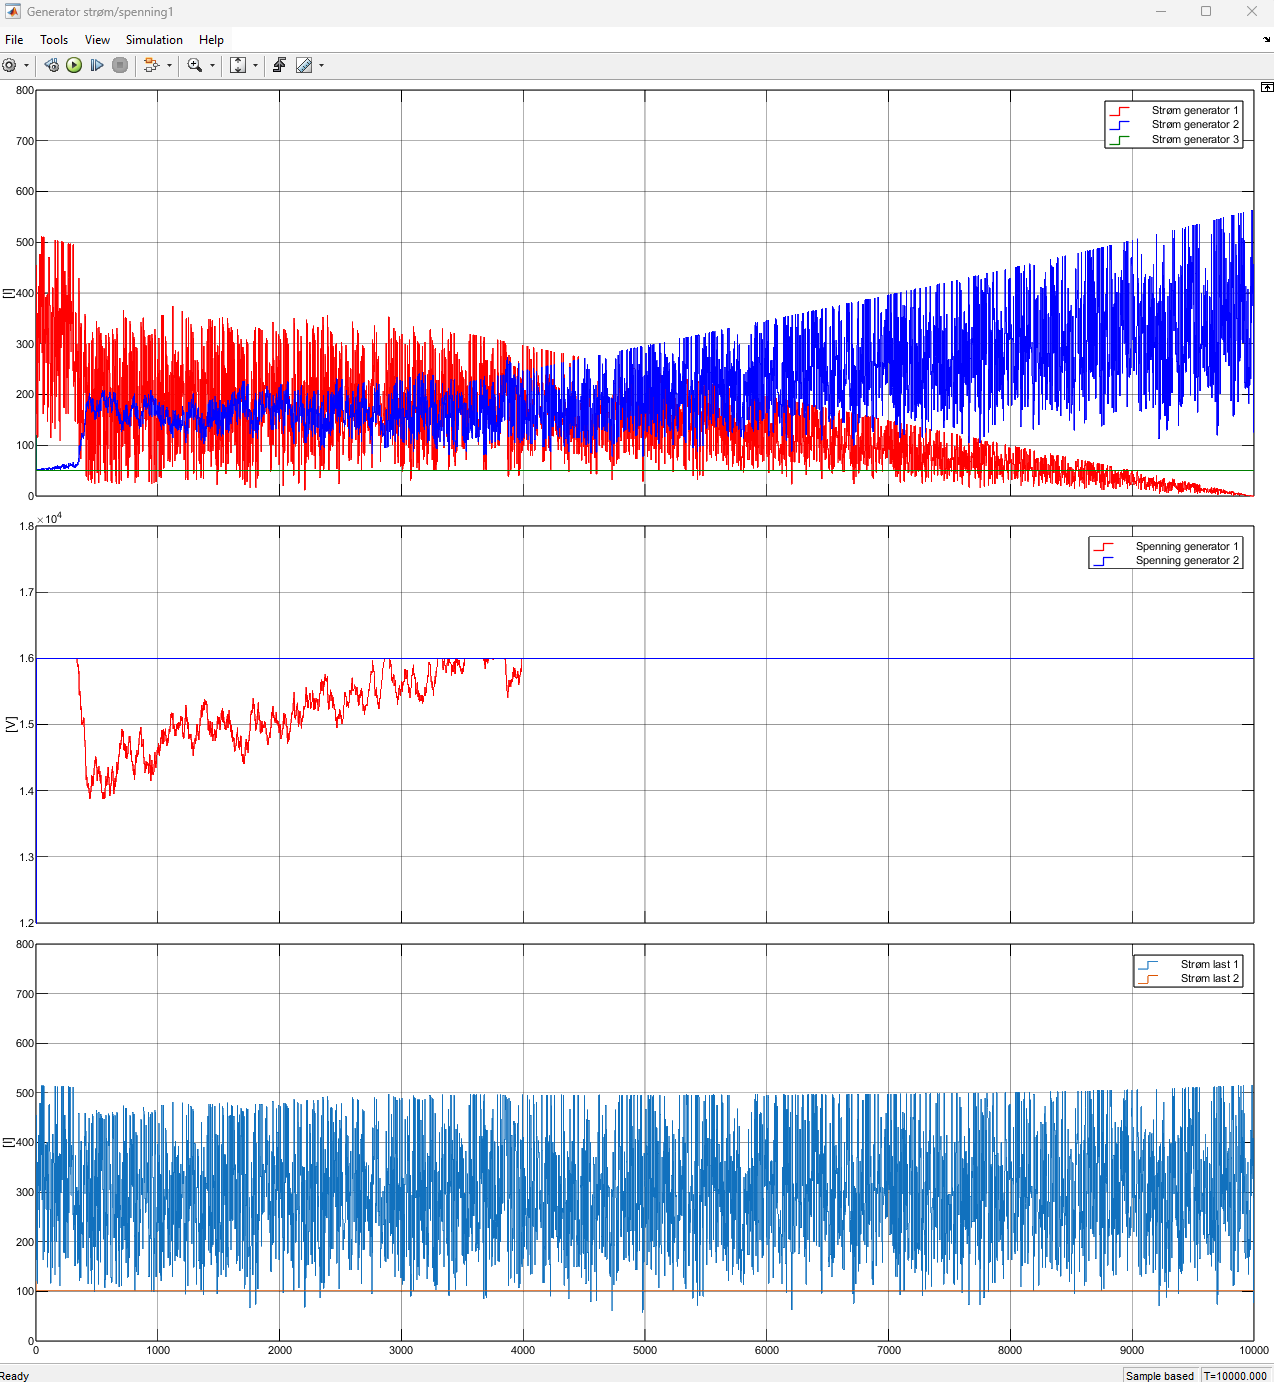 Generator strøm/spenning1
File Tools View Simulation Help
800
700
600
500
400
300
200
100
0
[I]
Strøm generator 1
Strøm generator 2
Strøm generator 3
×10^4
1.8
1.7
1.6
1.5
1.4
1.3
1.2
[V]
Spenning generator 1
Spenning generator 2
800
700
600
500
400
300
200
100
0
[I]
Strøm last 1
Strøm last 2
0 1000 2000 3000 4000 5000 6000 7000 8000 9000 10000
Ready
Sample based T=10000.000